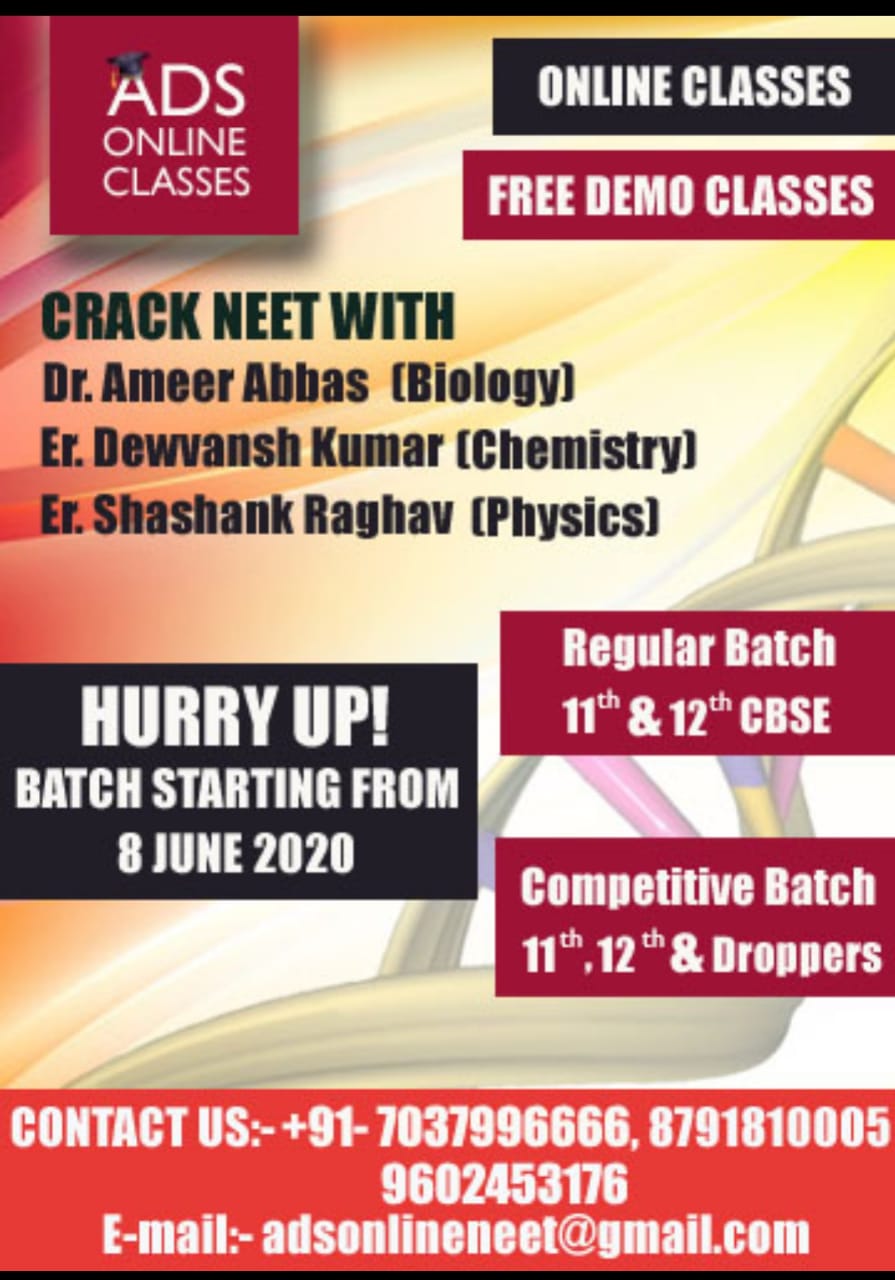 ADS
ONLINE
CLASSES
ONLINE CLASSES
FREE DEMO CLASSES
CRACK NEET WITH
Dr. Ameer Abbas (Biology)
Er. Dewvansh Kumar (Chemistry)
Er. Shashank Raghav (Physics)
Regular Batch
11th & 12th CBSE
HURRY UP!
BATCH STARTING FROM
8 JUNE 2020
Competitive Batch
11th, 12th & Droppers
CONTACT US:- +91- 7037996666, 8791810005
9602453176
E-mail:- adsonlineneet@gmail.com